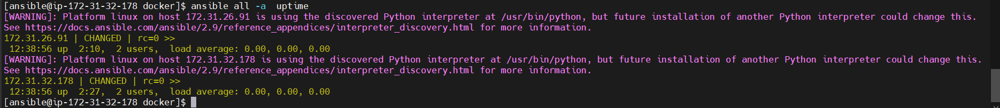 [ansible@ip-172-31-32-178 docker]$ ansible all -a  uptime
[WARNING]: Platform linux on host 172.31.26.91 is using the discovered Python interpreter at /usr/bin/python, but future installation of another Python interpreter could change this.
See https://docs.ansible.com/ansible/2.9/reference_appendices/interpreter_discovery.html for more information.
172.31.26.91 | CHANGED | rc=0 >>
 12:38:56 up  2:10,  2 users,  load average: 0.00, 0.00, 0.00
[WARNING]: Platform linux on host 172.31.32.178 is using the discovered Python interpreter at /usr/bin/python, but future installation of another Python interpreter could change this.
See https://docs.ansible.com/ansible/2.9/reference_appendices/interpreter_discovery.html for more information.
172.31.32.178 | CHANGED | rc=0 >>
 12:38:56 up  2:27,  2 users,  load average: 0.00, 0.00, 0.00
[ansible@ip-172-31-32-178 docker]$